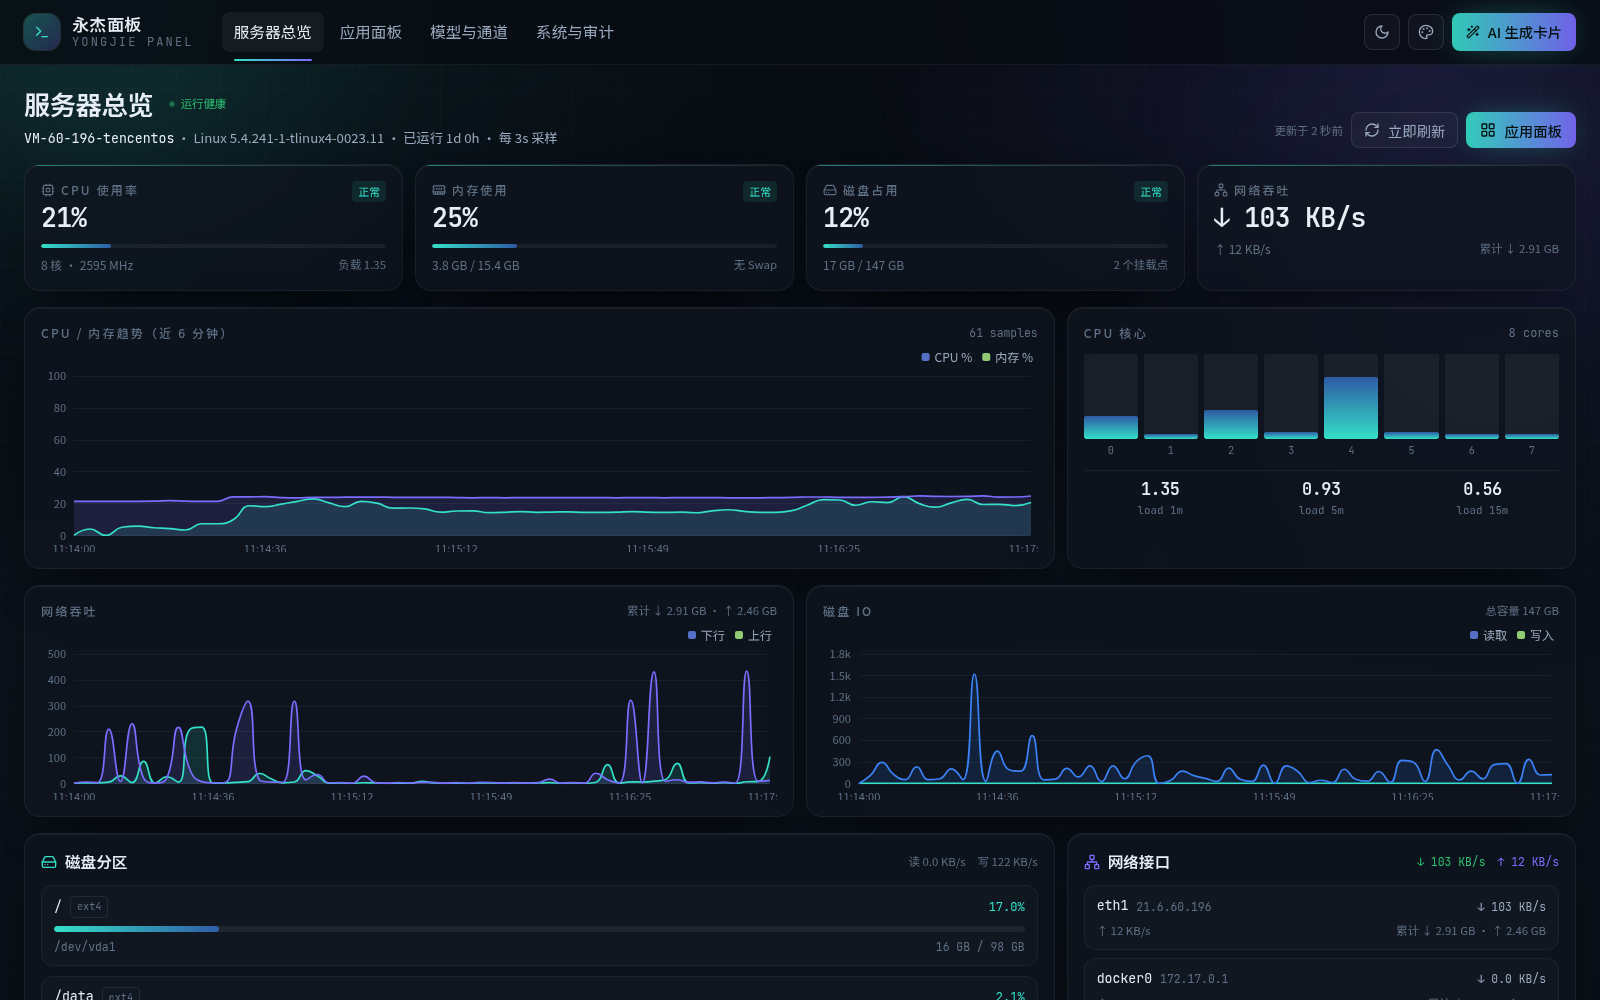 永杰面板
YONGJIE PANEL
服务器总览 应用面板 模型与通道 系统与审计
AI 生成卡片
服务器总览 运行健康
VM-60-196-tencentos • Linux 5.4.241-1-tlinux4-0023.11 • 已运行 1d 0h • 每 3s 采样
更新于 2 秒前 立即刷新 应用面板
CPU 使用率 正常
21%
8 核 • 2595 MHz 负载 1.35
内存使用 正常
25%
3.8 GB / 15.4 GB 无 Swap
磁盘占用 正常
12%
17 GB / 147 GB 2 个挂载点
网络吞吐
↓ 103 KB/s
↑ 12 KB/s 累计 ↓ 2.91 GB
CPU / 内存趋势（近 6 分钟） 61 samples
CPU % 内存 %
100
80
60
40
20
0
11:14:00 11:14:36 11:15:12 11:15:49 11:16:25 11:17:
CPU 核心 8 cores
0 1 2 3 4 5 6 7
1.35 0.93 0.56
load 1m load 5m load 15m
网络吞吐 累计 ↓ 2.91 GB • ↑ 2.46 GB
下行 上行
500
400
300
200
100
0
11:14:00 11:14:36 11:15:12 11:15:49 11:16:25 11:17:
磁盘 IO 总容量 147 GB
读取 写入
1.8k
1.5k
1.2k
900
600
300
0
11:14:00 11:14:36 11:15:12 11:15:49 11:16:25 11:17:
磁盘分区 读 0.0 KB/s 写 122 KB/s
/ ext4 17.0%
/dev/vda1 16 GB / 98 GB
/data ext4 2.1%
网络接口 ↓ 103 KB/s ↑ 12 KB/s
eth1 21.6.60.196 ↓ 103 KB/s
↑ 12 KB/s 累计 ↓ 2.91 GB • ↑ 2.46 GB
docker0 172.17.0.1 ↓ 0.0 KB/s